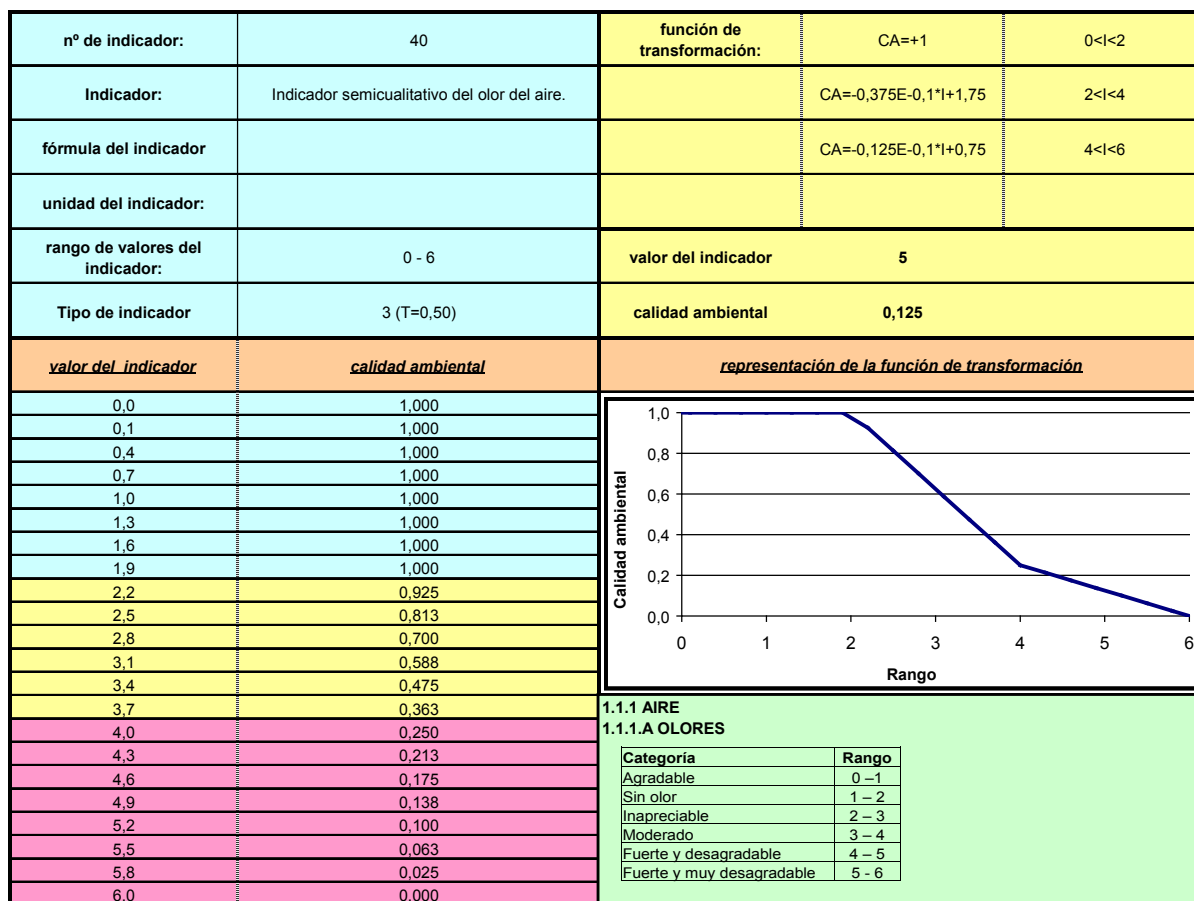 nº de indicador: 40 función de transformación: CA=+1 0<I<2
Indicador: Indicador semicualitativo del olor del aire. CA=-0,375E-0,1*I+1,75 2<I<4
fórmula del indicador CA=-0,125E-0,1*I+0,75 4<I<6
unidad del indicador:
rango de valores del indicador: 0 - 6 valor del indicador 5
Tipo de indicador 3 (T=0,50) calidad ambiental 0,125
valor del indicador calidad ambiental representación de la función de transformación
0,0 1,000
0,1 1,000
0,4 1,000
0,7 1,000
1,0 1,000
1,3 1,000
1,6 1,000
1,9 1,000
2,2 0,925
2,5 0,813
2,8 0,700
3,1 0,588
3,4 0,475
3,7 0,363
4,0 0,250
4,3 0,213
4,6 0,175
4,9 0,138
5,2 0,100
5,5 0,063
5,8 0,025
6,0 0,000
Calidad ambiental
1,0
0,8
0,6
0,4
0,2
0,0
0 1 2 3 4 5 6
Rango
1.1.1 AIRE
1.1.1.A OLORES
Categoría Rango
Agradable 0 –1
Sin olor 1 – 2
Inapreciable 2 – 3
Moderado 3 – 4
Fuerte y desagradable 4 – 5
Fuerte y muy desagradable 5 - 6